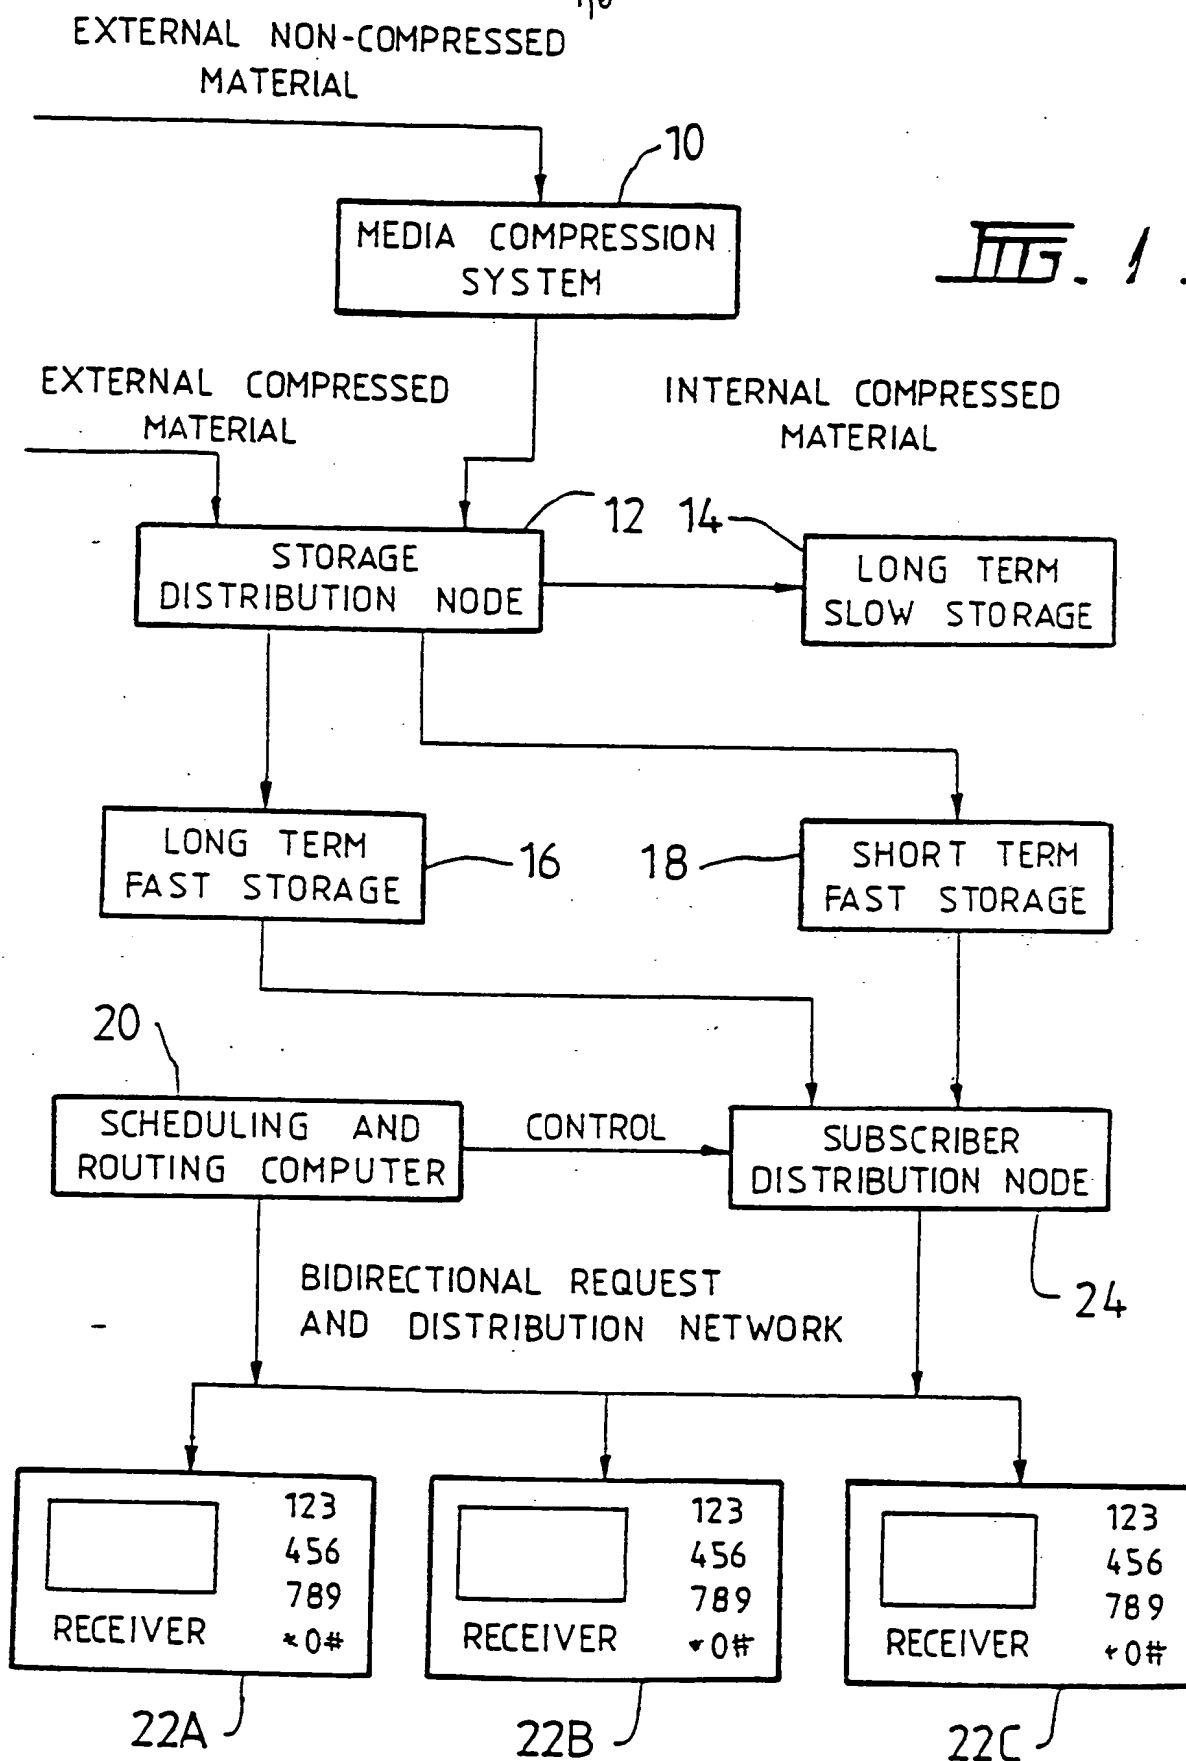 EXTERNAL NON-COMPRESSED
MATERIAL
10
MEDIA COMPRESSION
SYSTEM
FIG. 1.
EXTERNAL COMPRESSED
MATERIAL
INTERNAL COMPRESSED
MATERIAL
12
14
STORAGE
DISTRIBUTION NODE
LONG TERM
SLOW STORAGE
LONG TERM
FAST STORAGE
16
18
SHORT TERM
FAST STORAGE
20
SCHEDULING AND
ROUTING COMPUTER
CONTROL
SUBSCRIBER
DISTRIBUTION NODE
24
BIDIRECTIONAL REQUEST
AND DISTRIBUTION NETWORK
123
456
789
*0#
RECEIVER
22A
123
456
789
*0#
RECEIVER
22B
123
456
789
*0#
RECEIVER
22C